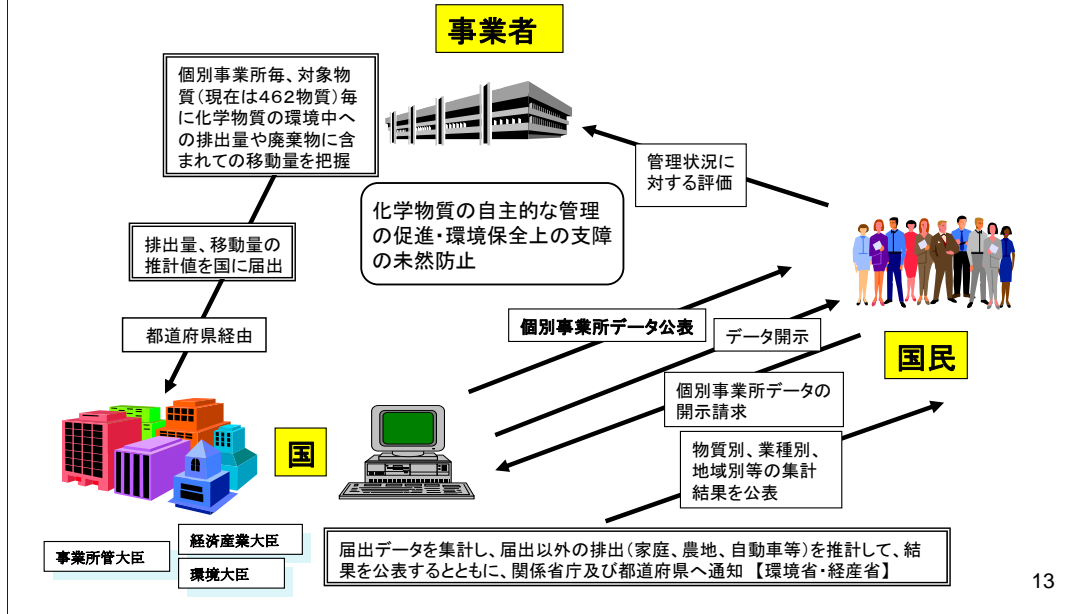 事業者
個別事業所毎、対象物
質(現在は462物質)毎
に化学物質の環境中へ
の排出量や廃棄物に含
まれての移動量を把握
管理状況に
対する評価
化学物質の自主的な管理
の促進・環境保全上の支障
の未然防止
排出量、移動量の
推計値を国に届出
都道府県経由
個別事業所データ公表
データ開示
国民
個別事業所データの
開示請求
国
物質別、業種別、
地域別等の集計
結果を公表
事業所管大臣
経済産業大臣
環境大臣
届出データを集計し、届出以外の排出(家庭、農地、自動車等)を推計して、結
果を公表するとともに、関係省庁及び都道府県へ通知 【環境省・経産省】
13